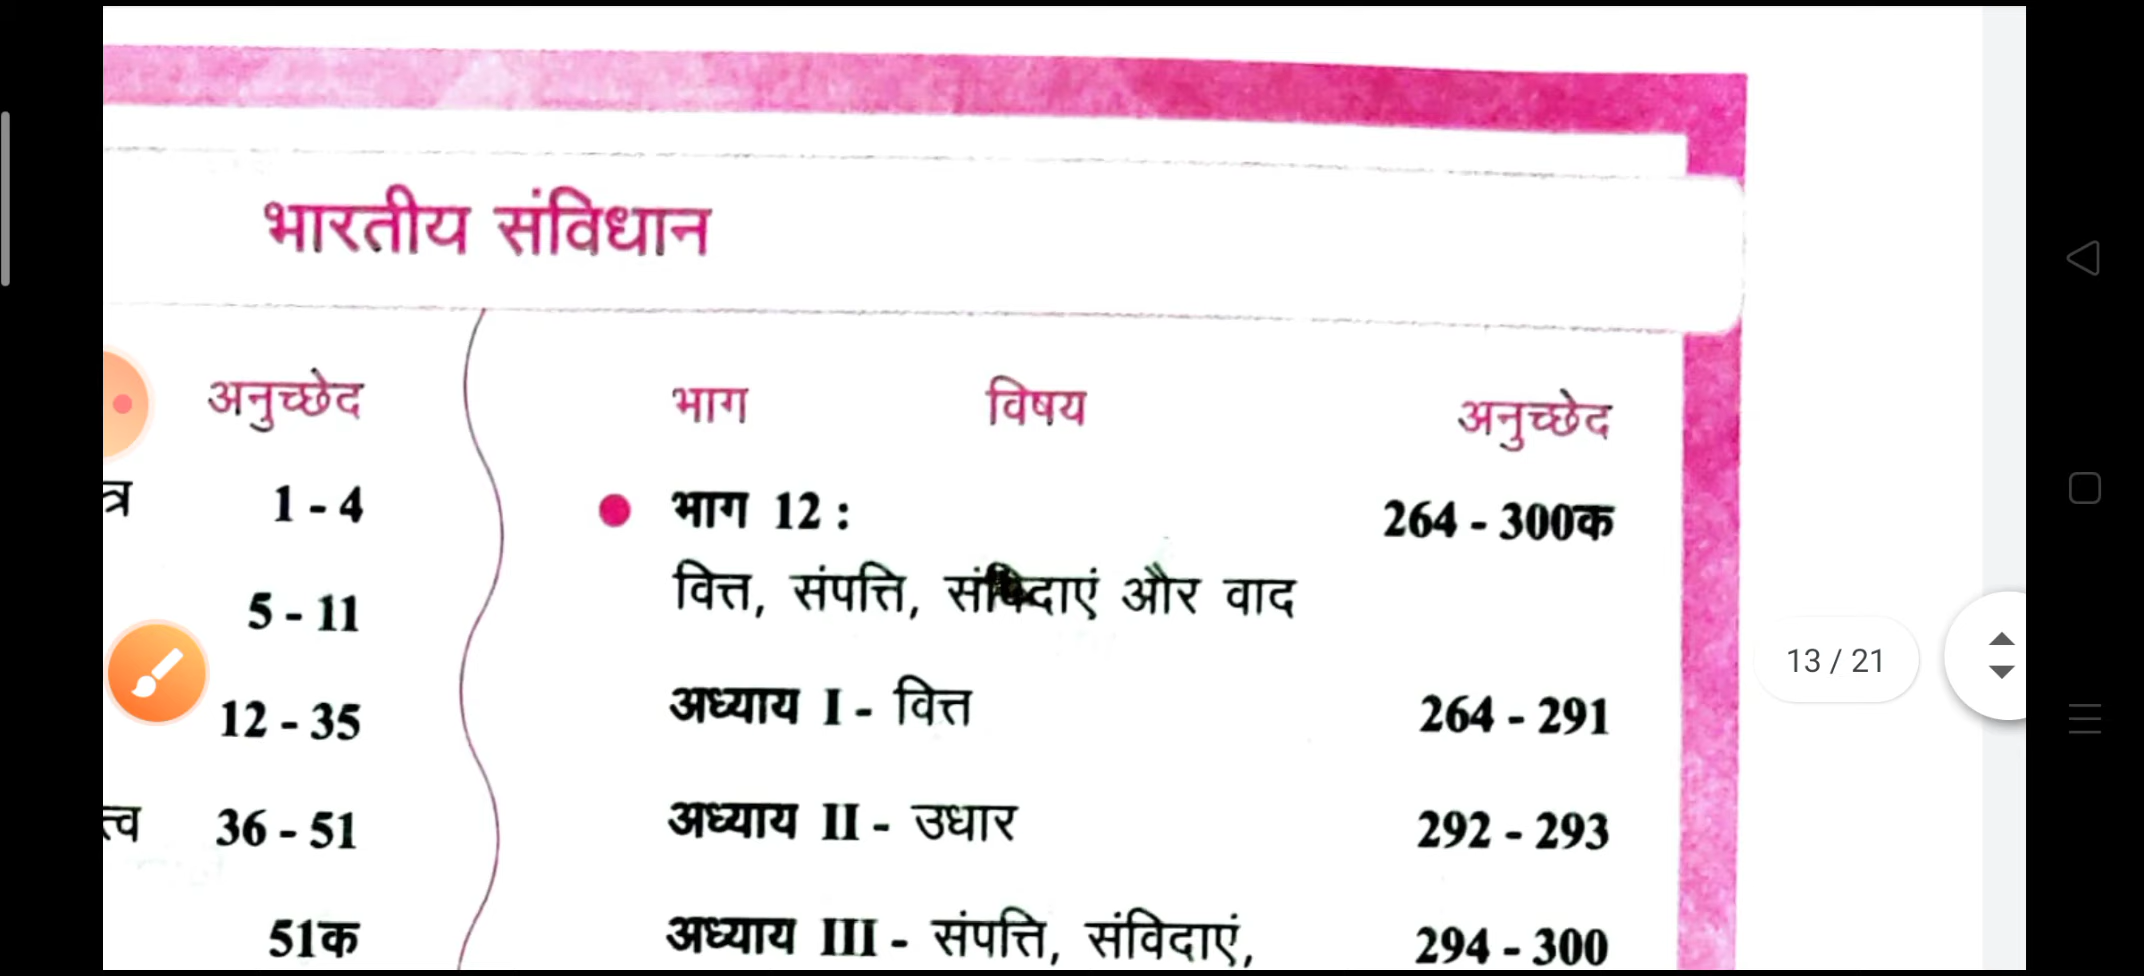 भारतीय संविधान
अनुच्छेद
1 - 4
5 - 11
12 - 35
36 - 51
51क
भाग विषय अनुच्छेद
भाग 12 : 264 - 300क
वित्त, संपत्ति, संविदाएं और वाद
अध्याय I - वित्त 264 - 291
अध्याय II - उधार 292 - 293
अध्याय III - संपत्ति, संविदाएं, 294 - 300
13 / 21